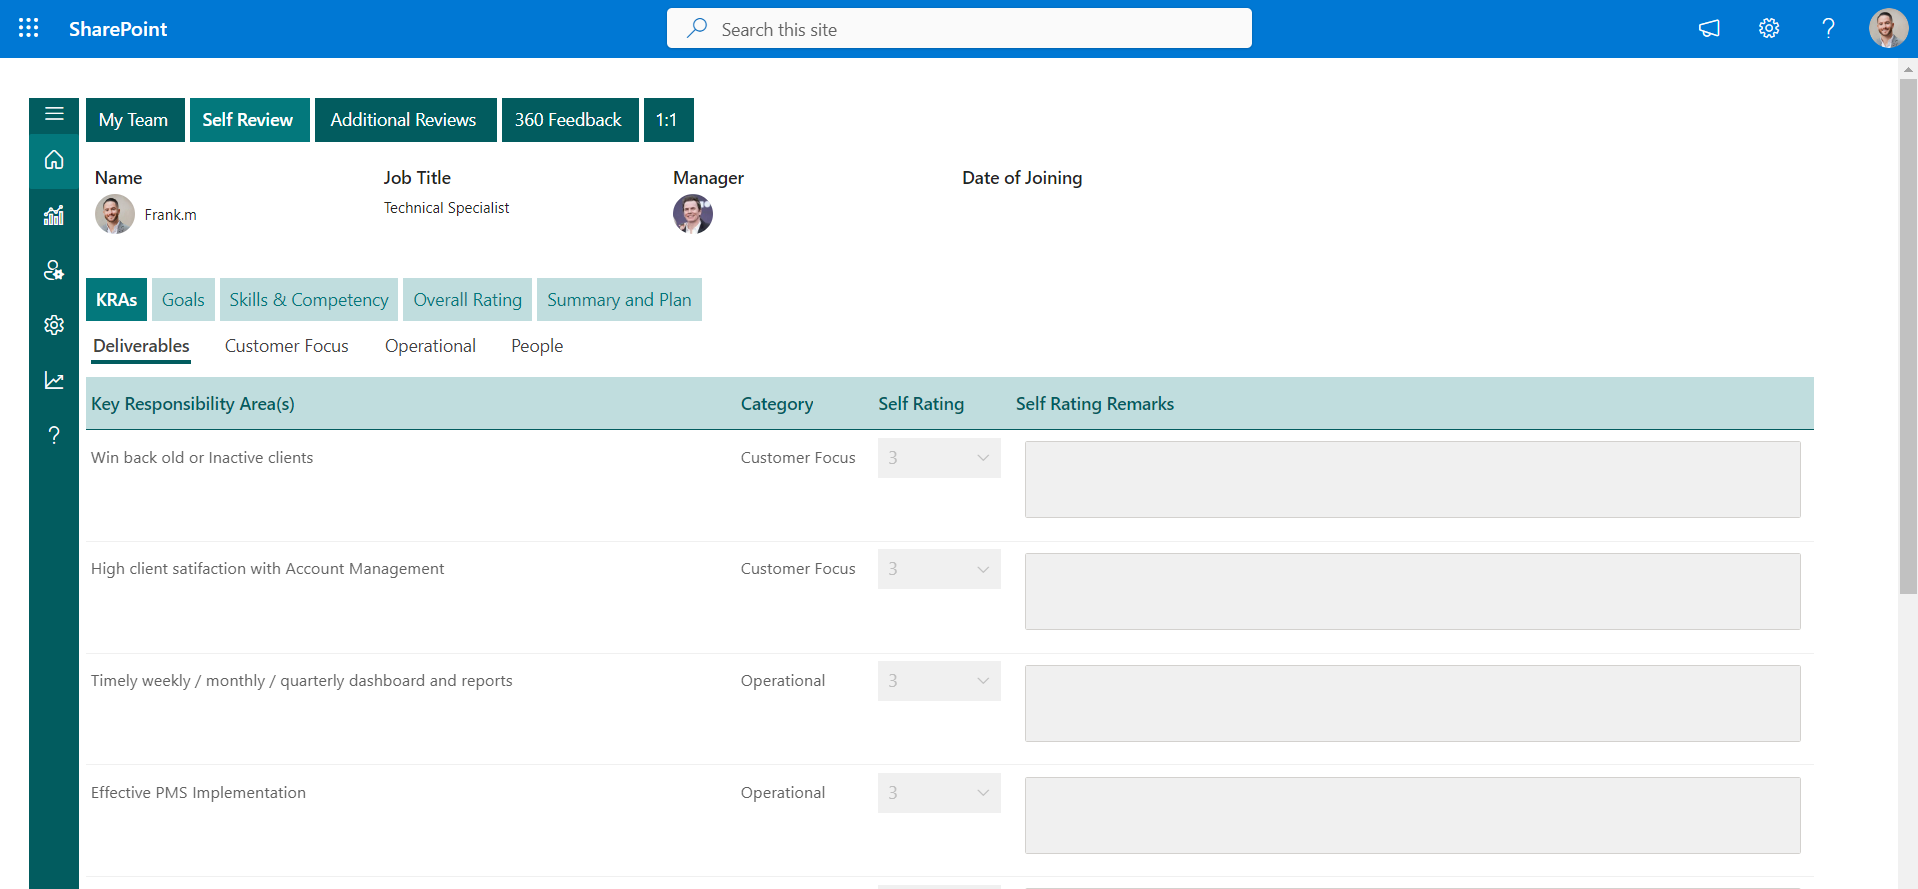 SharePoint
Search this site
My Team
Self Review
Additional Reviews
360 Feedback
1:1
Name
Job Title
Manager
Date of Joining
Frank.m
Technical Specialist
KRAs
Goals
Skills & Competency
Overall Rating
Summary and Plan
Deliverables
Customer Focus
Operational
People
Key Responsibility Area(s)
Category
Self Rating
Self Rating Remarks
Win back old or Inactive clients
Customer Focus
3
High client satifaction with Account Management
Customer Focus
3
Timely weekly / monthly / quarterly dashboard and reports
Operational
3
Effective PMS Implementation
Operational
3